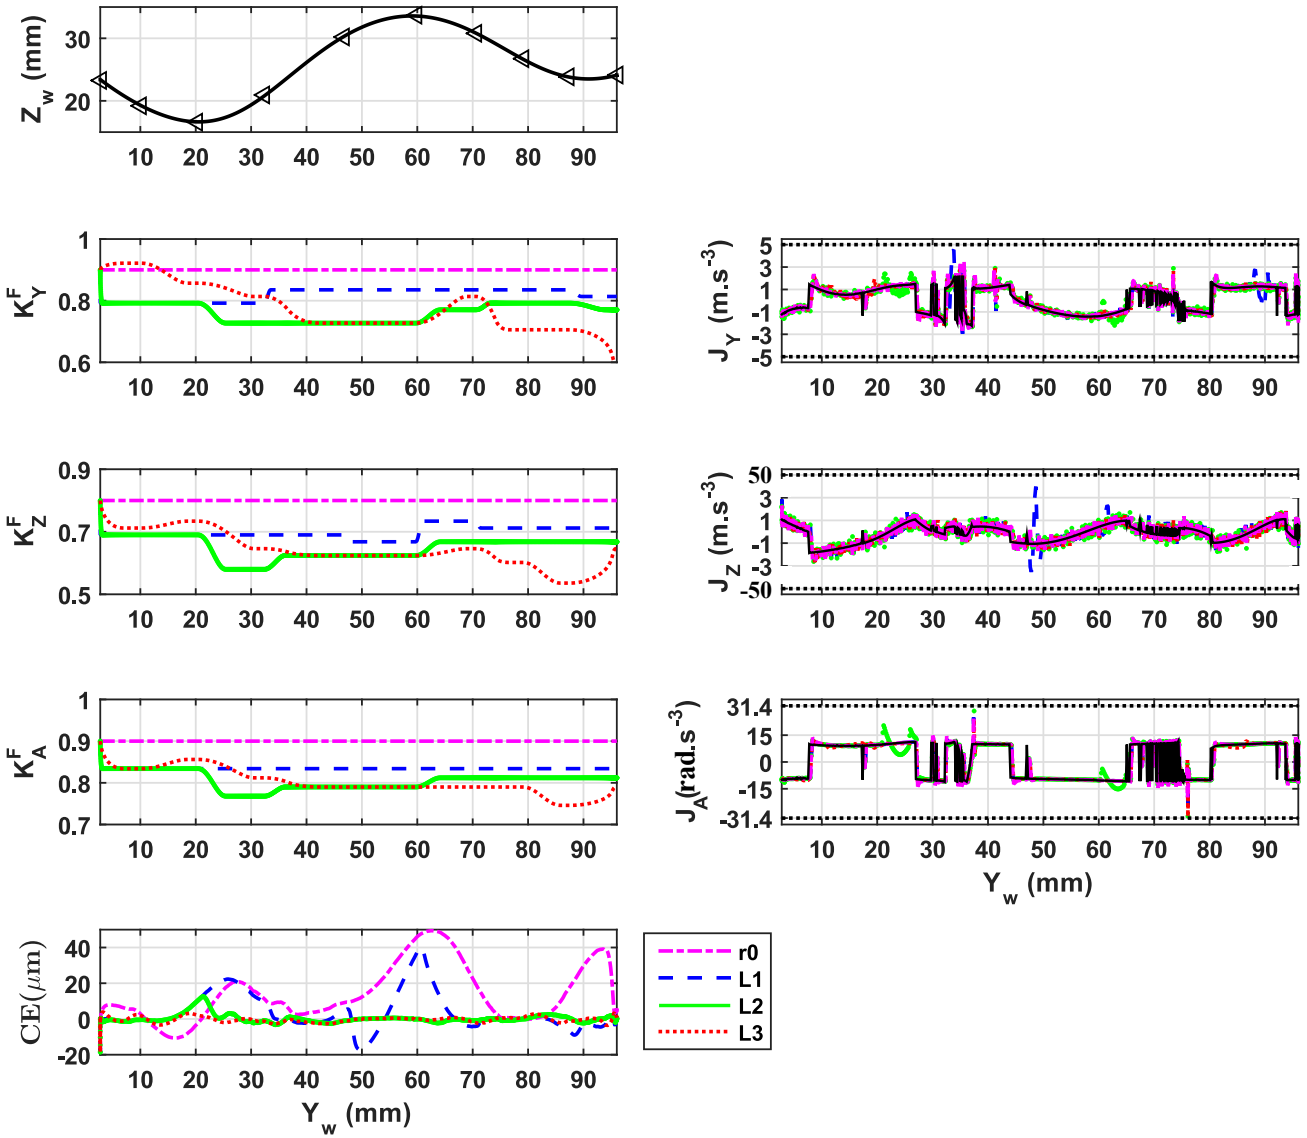 Z_w (mm)
30
20
10 20 30 40 50 60 70 80 90
K_Y^F
1
0.8
0.6
10 20 30 40 50 60 70 80 90
J_Y (m.s^-3)
5
3
1
-1
-3
-5
10 20 30 40 50 60 70 80 90
K_Z^F
0.9
0.7
0.5
10 20 30 40 50 60 70 80 90
J_Z (m.s^-3)
50
3
1
-1
-3
-50
10 20 30 40 50 60 70 80 90
K_A^F
1
0.9
0.8
0.7
10 20 30 40 50 60 70 80 90
J_A(rad.s^-3)
31.4
15
0
-15
-31.4
10 20 30 40 50 60 70 80 90
Y_w (mm)
CE(μm)
40
20
0
-20
10 20 30 40 50 60 70 80 90
Y_w (mm)
r0
L1
L2
L3